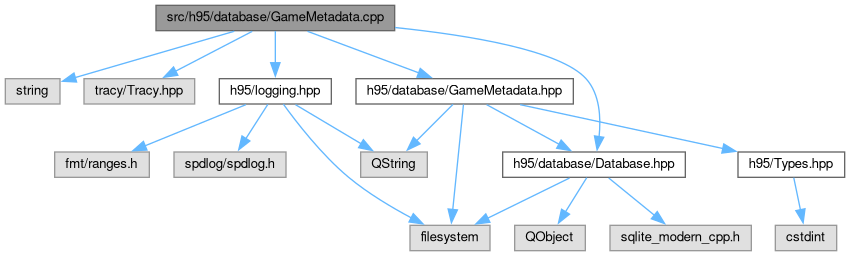 src/h95/database/GameMetadata.cpp
string
tracy/Tracy.hpp
h95/logging.hpp
h95/database/GameMetadata.hpp
fmt/ranges.h
spdlog/spdlog.h
QString
h95/database/Database.hpp
h95/Types.hpp
filesystem
QObject
sqlite_modern_cpp.h
cstdint